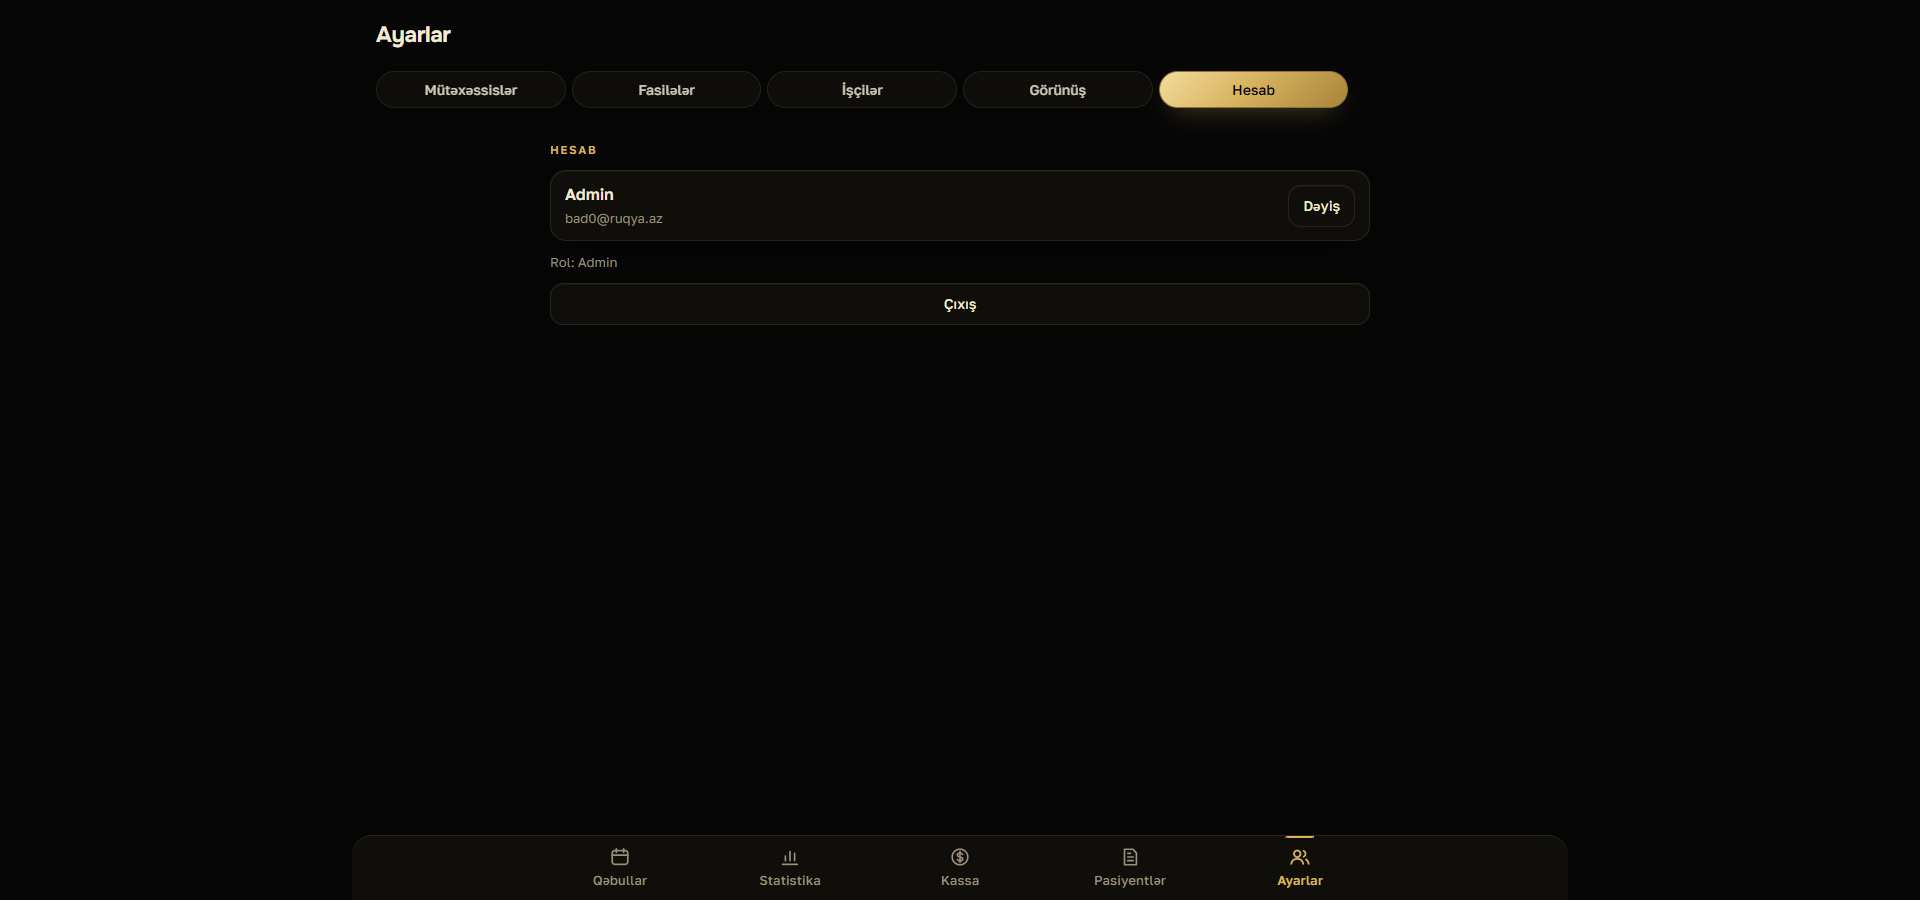 Ayarlar
Mütəxəssislər
Fasilələr
İşçilər
Görünüş
Hesab
HESAB
Admin
bad0@ruqya.az
Dəyiş
Rol: Admin
Çıxış
Qəbullar
Statistika
Kassa
Pasiyentlər
Ayarlar